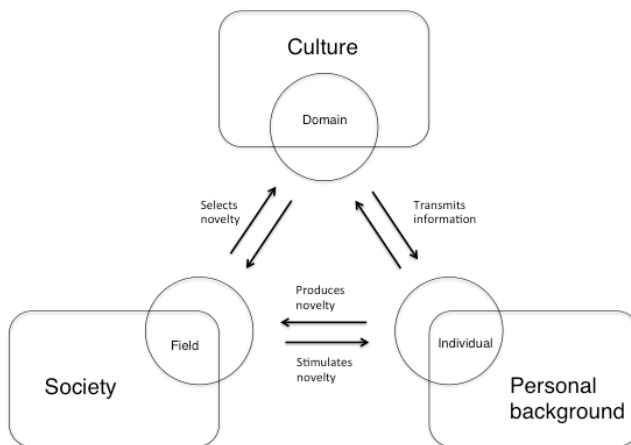 Culture
Domain
Selects
novelty
Transmits
information
Produces
novelty
Field
Individual
Stimulates
novelty
Society
Personal
background